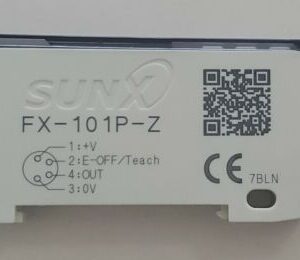 SUNX
FX-101P-Z
1:+V
2:E-OFF/Teach
4:OUT
3:0V
CE
7BLN